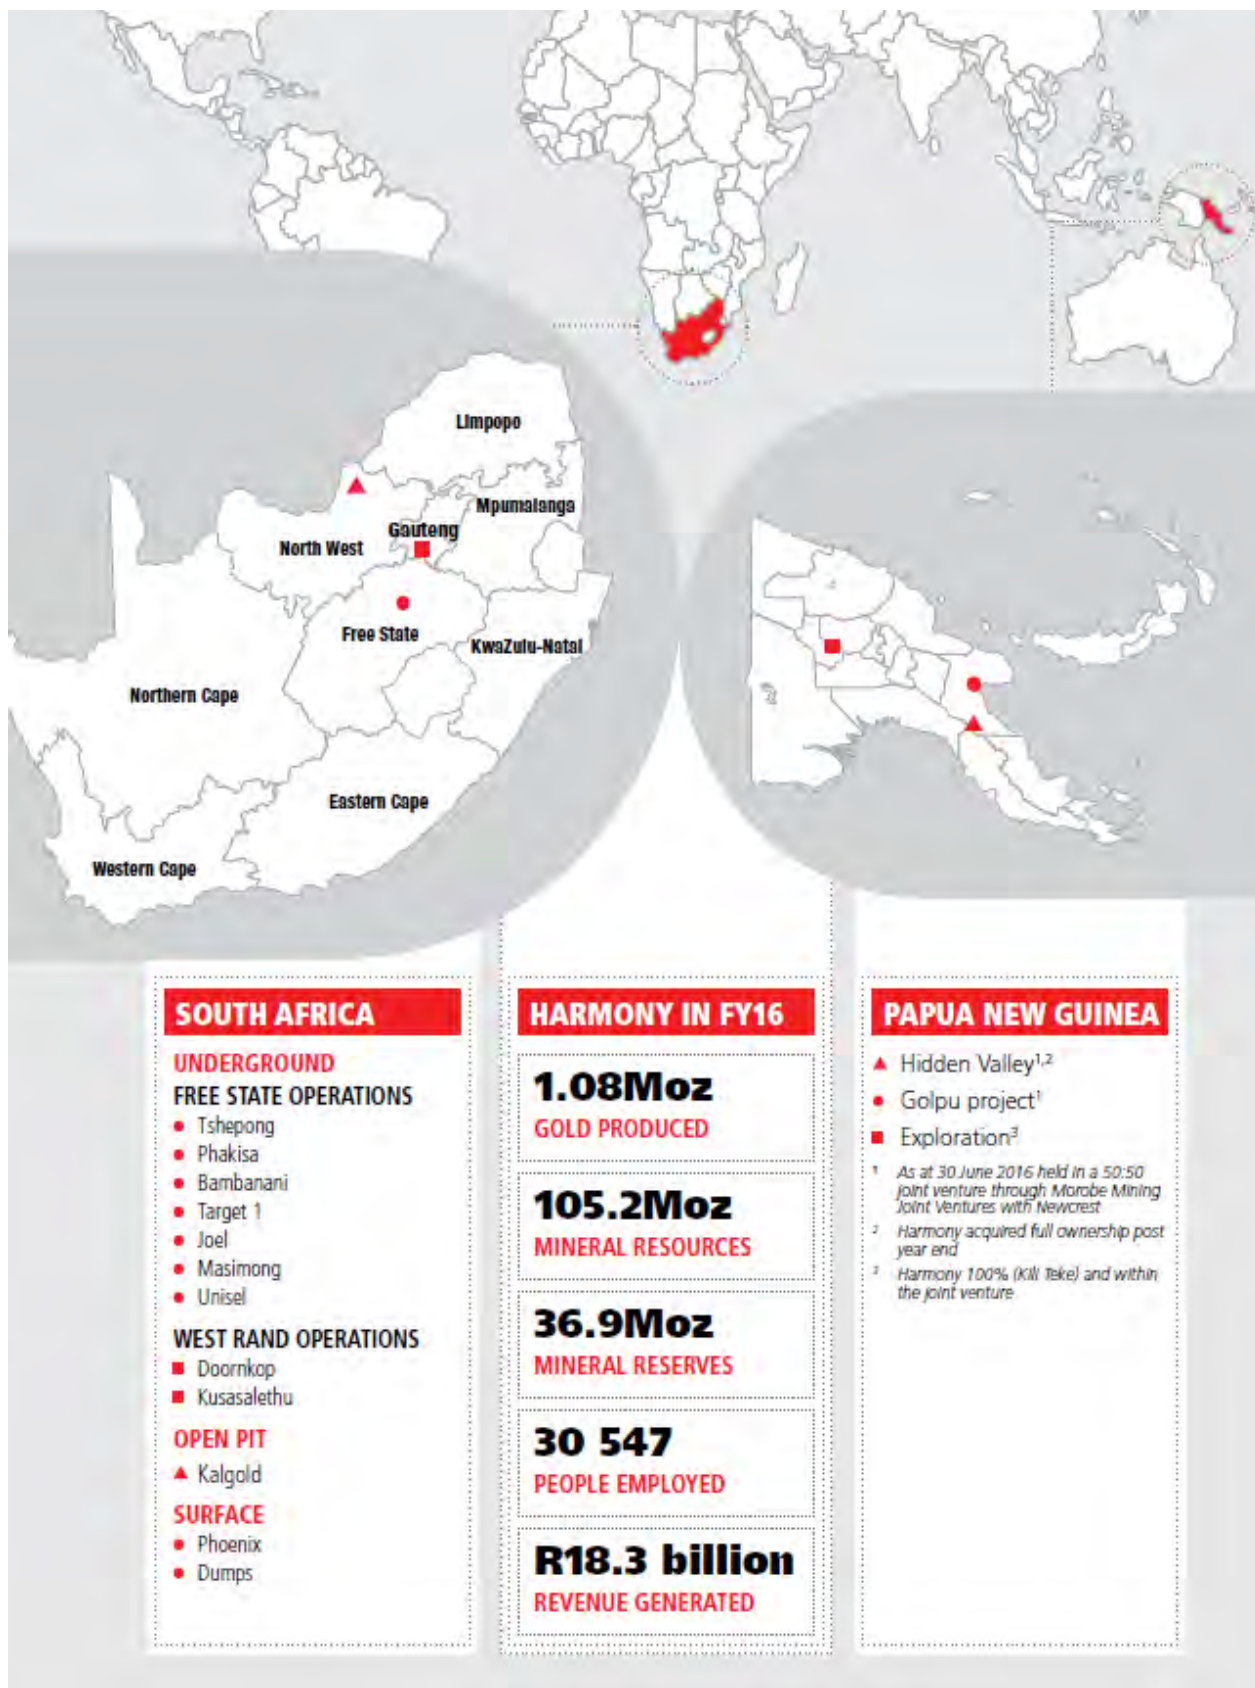 Limpopo
Mpumalanga
Gauteng
North West
Free State
KwaZulu-Natal
Northern Cape
Eastern Cape
Western Cape
SOUTH AFRICA
UNDERGROUND
FREE STATE OPERATIONS
Tshepong
Phakisa
Bambanani
Target 1
Joel
Masimong
Unisel
WEST RAND OPERATIONS
Doornkop
Kusasalethu
OPEN PIT
Kalgold
SURFACE
Phoenix
Dumps
HARMONY IN FY16
1.08Moz
GOLD PRODUCED
105.2Moz
MINERAL RESOURCES
36.9Moz
MINERAL RESERVES
30 547
PEOPLE EMPLOYED
R18.3 billion
REVENUE GENERATED
PAPUA NEW GUINEA
Hidden Valley¹,²
Golpu project¹
Exploration³
¹ As at 30 June 2016 held in a 50:50
joint venture through Morobe Mining
Joint Ventures with Newcrest
² Harmony acquired full ownership post
year end
³ Harmony 100% (Kili Teke) and within
the joint venture